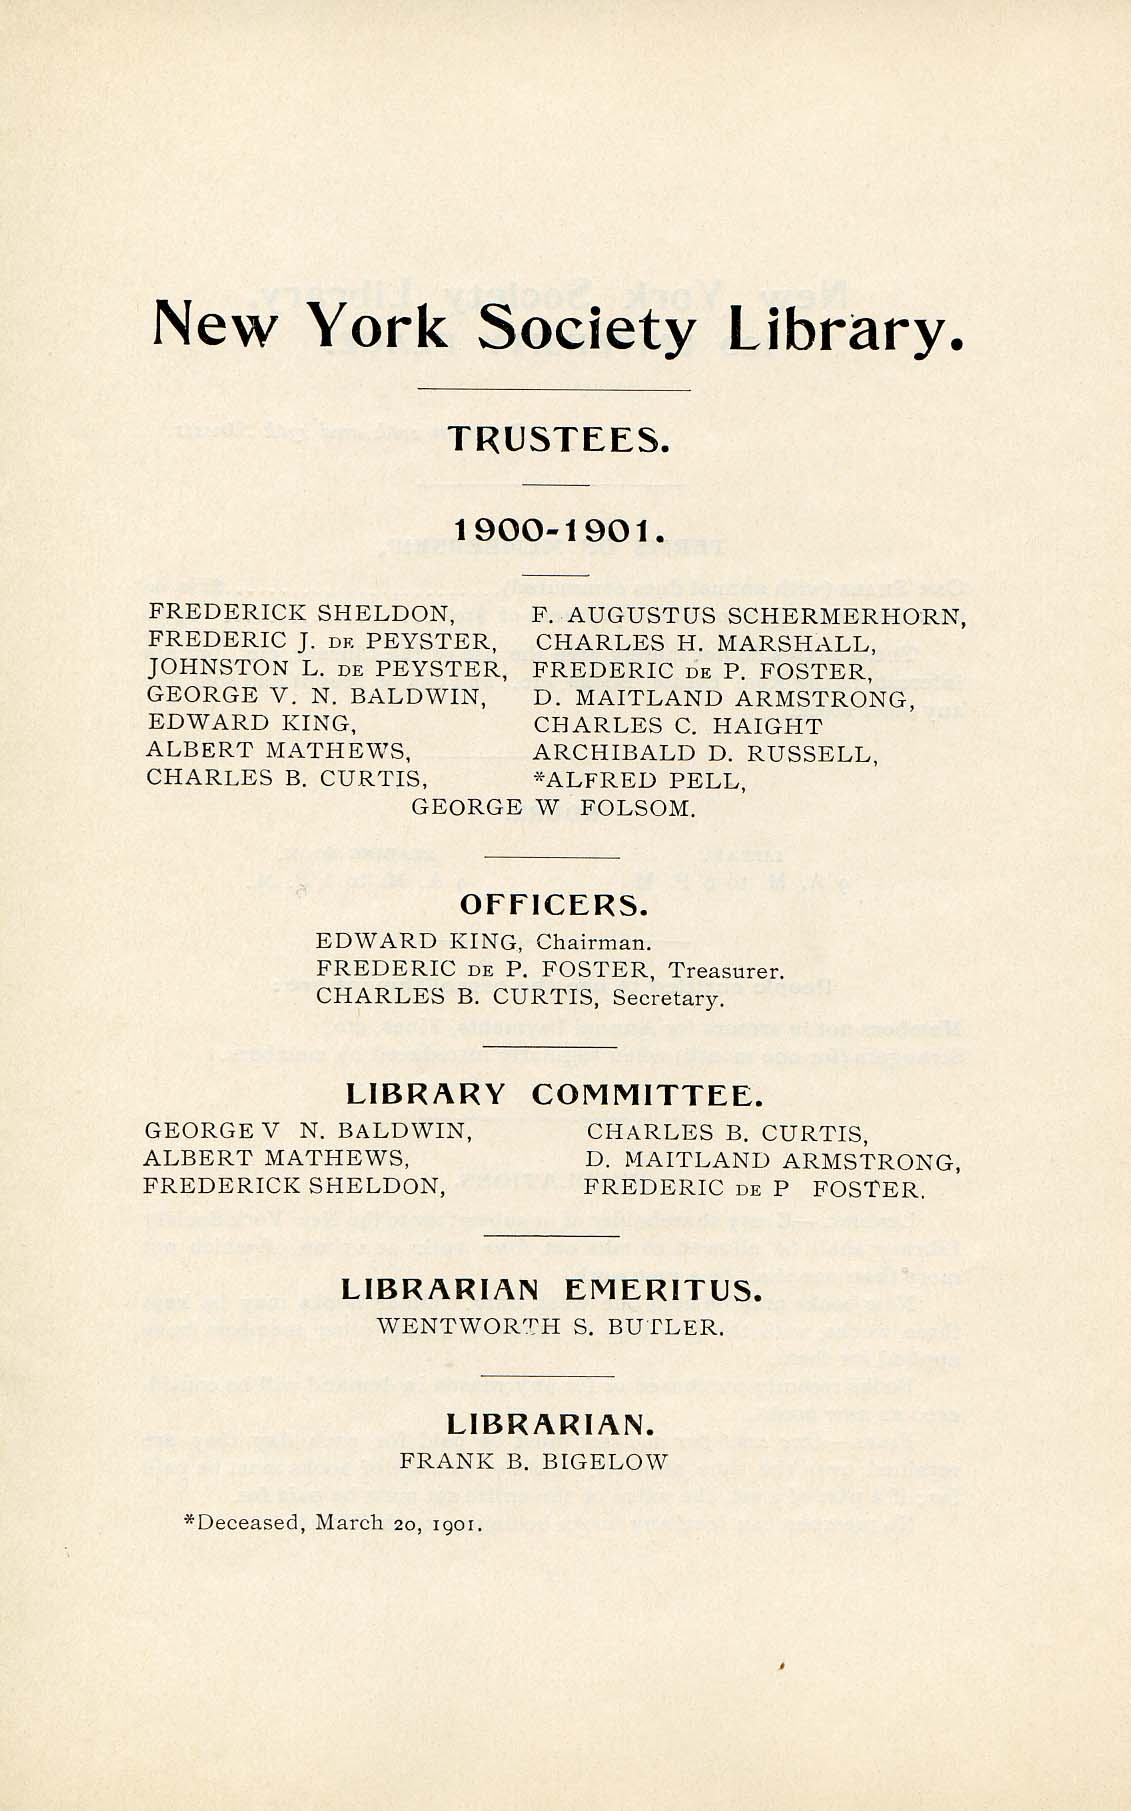 New York Society Library.
TRUSTEES.
1900-1901.
FREDERICK SHELDON,
FREDERIC J. DE PEYSTER,
JOHNSTON L. DE PEYSTER,
GEORGE V. N. BALDWIN,
EDWARD KING,
ALBERT MATHEWS,
CHARLES B. CURTIS,
F. AUGUSTUS SCHERMERHORN,
CHARLES H. MARSHALL,
FREDERIC DE P. FOSTER,
D. MAITLAND ARMSTRONG,
CHARLES C. HAIGHT
ARCHIBALD D. RUSSELL,
*ALFRED PELL,
GEORGE W FOLSOM.
OFFICERS.
EDWARD KING, Chairman.
FREDERIC DE P. FOSTER, Treasurer.
CHARLES B. CURTIS, Secretary.
LIBRARY COMMITTEE.
GEORGE V N. BALDWIN,
ALBERT MATHEWS,
FREDERICK SHELDON,
CHARLES B. CURTIS,
D. MAITLAND ARMSTRONG,
FREDERIC DE P FOSTER.
LIBRARIAN EMERITUS.
WENTWORTH S. BUTLER.
LIBRARIAN.
FRANK B. BIGELOW
*Deceased, March 20, 1901.